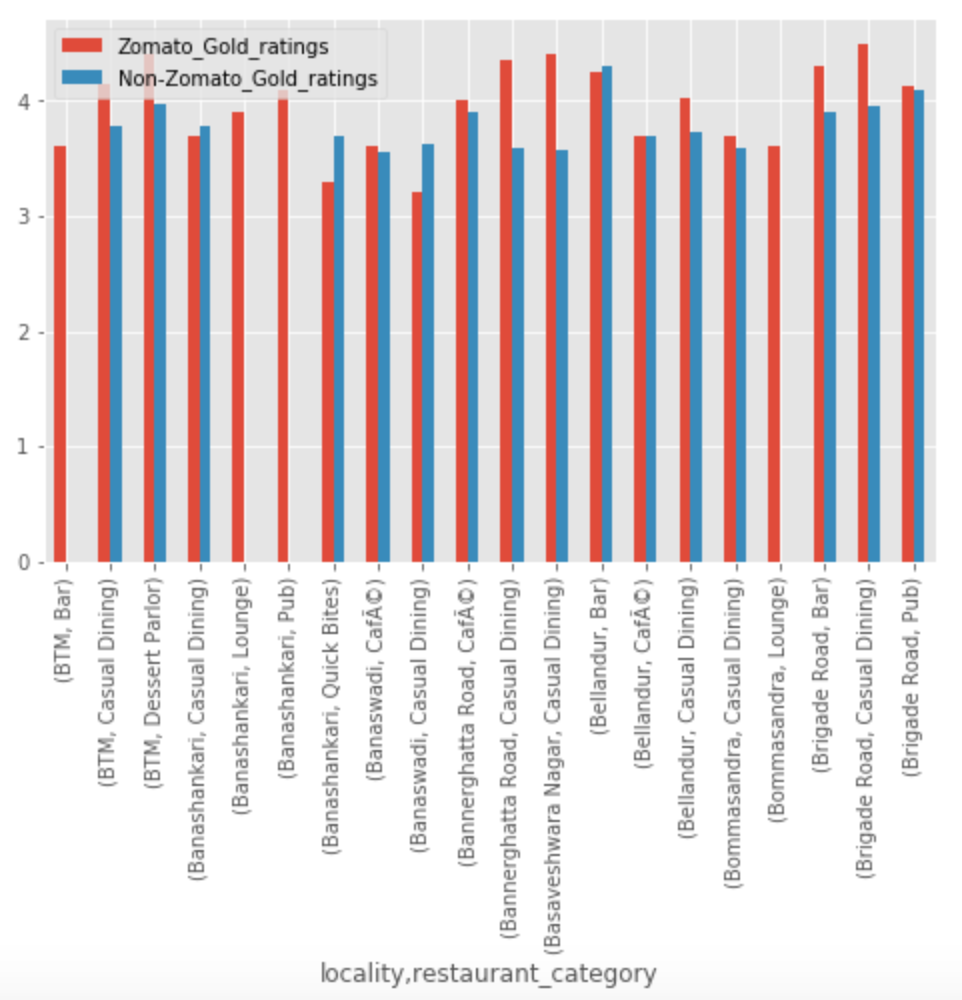 Zomato_Gold_ratings
Non-Zomato_Gold_ratings
4
3
2
1
0
(BTM, Bar)
(BTM, Casual Dining)
(BTM, Dessert Parlor)
(Banashankari, Casual Dining)
(Banashankari, Lounge)
(Banashankari, Pub)
(Banashankari, Quick Bites)
(Banaswadi, CafÃ©)
(Banaswadi, Casual Dining)
(Bannerghatta Road, CafÃ©)
(Bannerghatta Road, Casual Dining)
(Basaveshwara Nagar, Casual Dining)
(Bellandur, Bar)
(Bellandur, CafÃ©)
(Bellandur, Casual Dining)
(Bommasandra, Casual Dining)
(Bommasandra, Lounge)
(Brigade Road, Bar)
(Brigade Road, Casual Dining)
(Brigade Road, Pub)
locality,restaurant_category